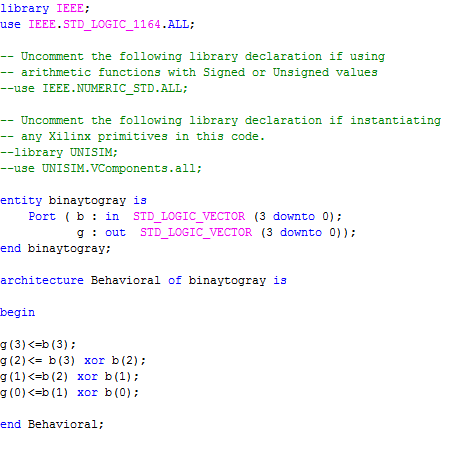 library IEEE;
use IEEE.STD_LOGIC_1164.ALL;
-- Uncomment the following library declaration if using
-- arithmetic functions with Signed or Unsigned values
--use IEEE.NUMERIC_STD.ALL;
-- Uncomment the following library declaration if instantiating
-- any Xilinx primitives in this code.
--library UNISIM;
--use UNISIM.VComponents.all;
entity binaytogray is
Port ( b : in STD_LOGIC_VECTOR (3 downto 0);
g : out STD_LOGIC_VECTOR (3 downto 0));
end binaytogray;
architecture Behavioral of binaytogray is
begin
g(3)<=b(3);
g(2)<= b(3) xor b(2);
g(1)<=b(2) xor b(1);
g(0)<=b(1) xor b(0);
end Behavioral;